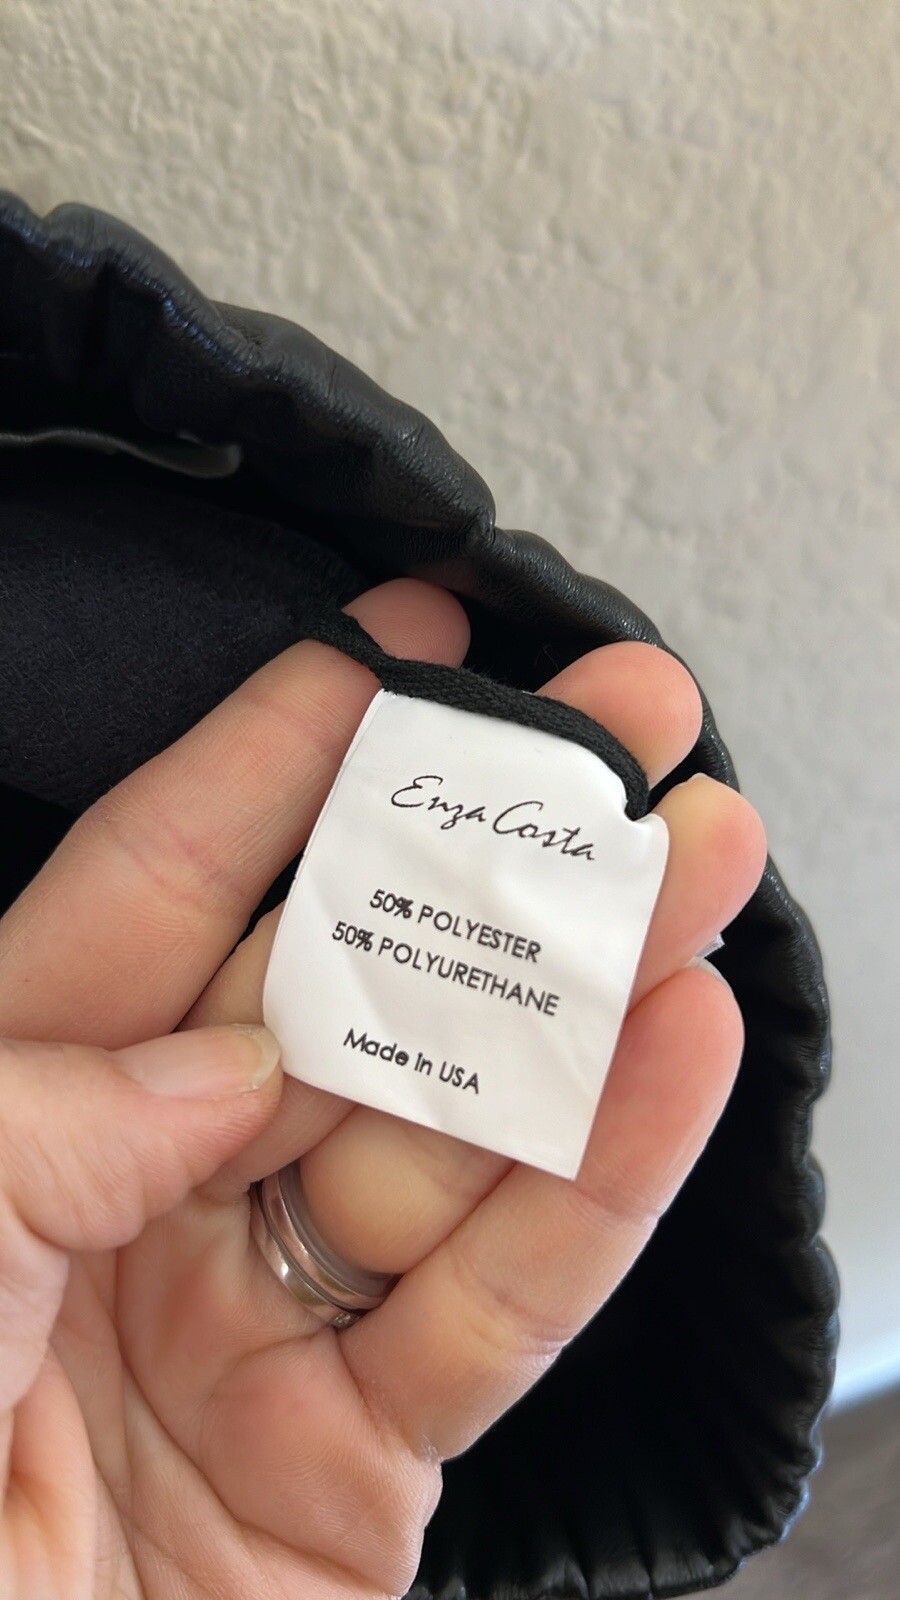 Enza Costa
50% POLYESTER
50% POLYURETHANE
Made in USA